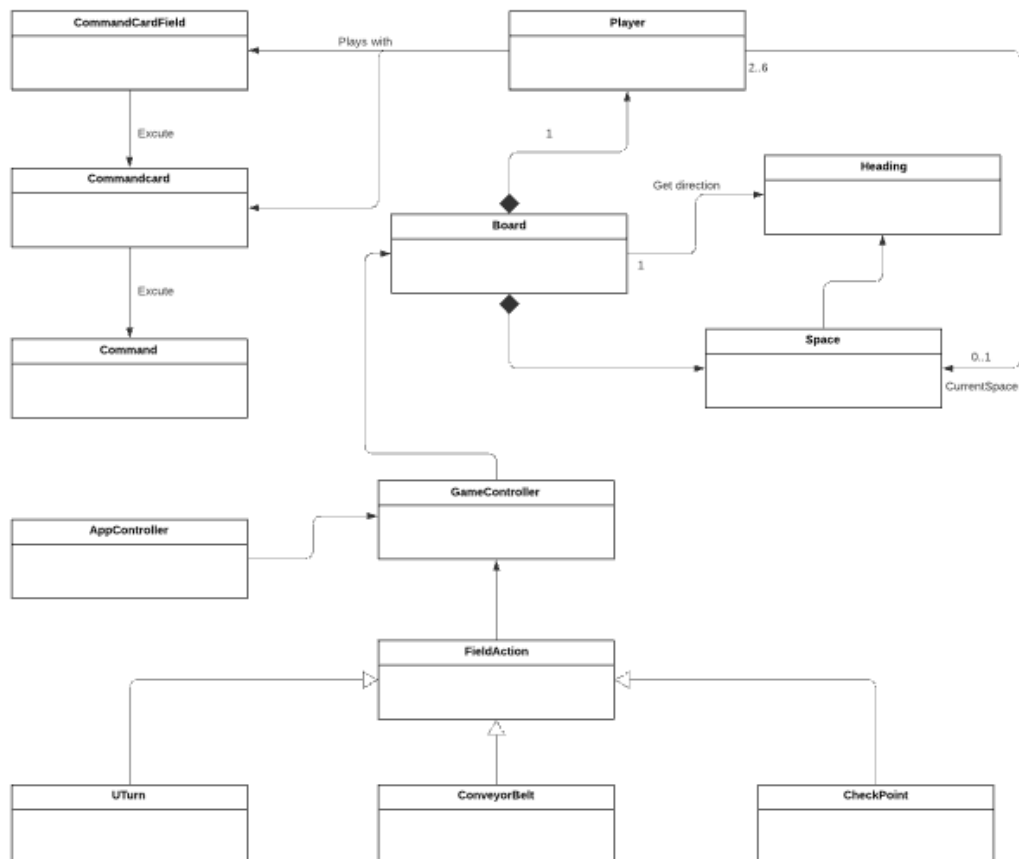 CommandCardField
Player
Plays with
2..6
Excute
1
Heading
Commandcard
Get direction
Board
1
Excute
Space
Command
0..1
CurrentSpace
GameController
AppController
FieldAction
UTurn
ConveyorBelt
CheckPoint